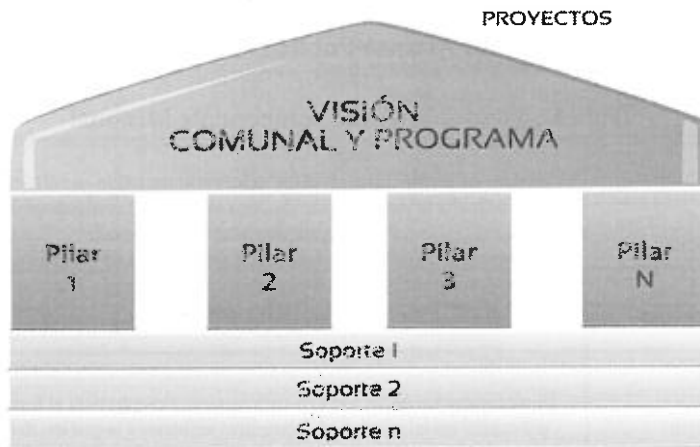 PROYECTOS
VISIÓN
COMUNAL Y PROGRAMA
Pilar
1
Pilar
2
Pilar
3
Pilar
N
Soporte 1
Soporte 2
Soporte n